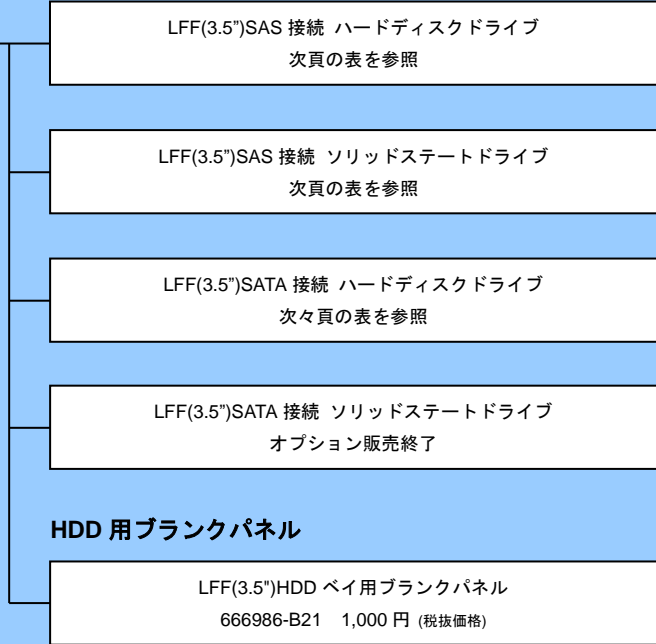 LFF(3.5”)SAS 接続 ハードディスクドライブ
次頁の表を参照
LFF(3.5”)SAS 接続 ソリッドステートドライブ
次頁の表を参照
LFF(3.5”)SATA 接続 ハードディスクドライブ
次々頁の表を参照
LFF(3.5”)SATA 接続 ソリッドステートドライブ
オプション販売終了
HDD 用ブランクパネル
LFF(3.5")HDD ベイ用ブランクパネル
666986-B21 1,000 円 (税抜価格)